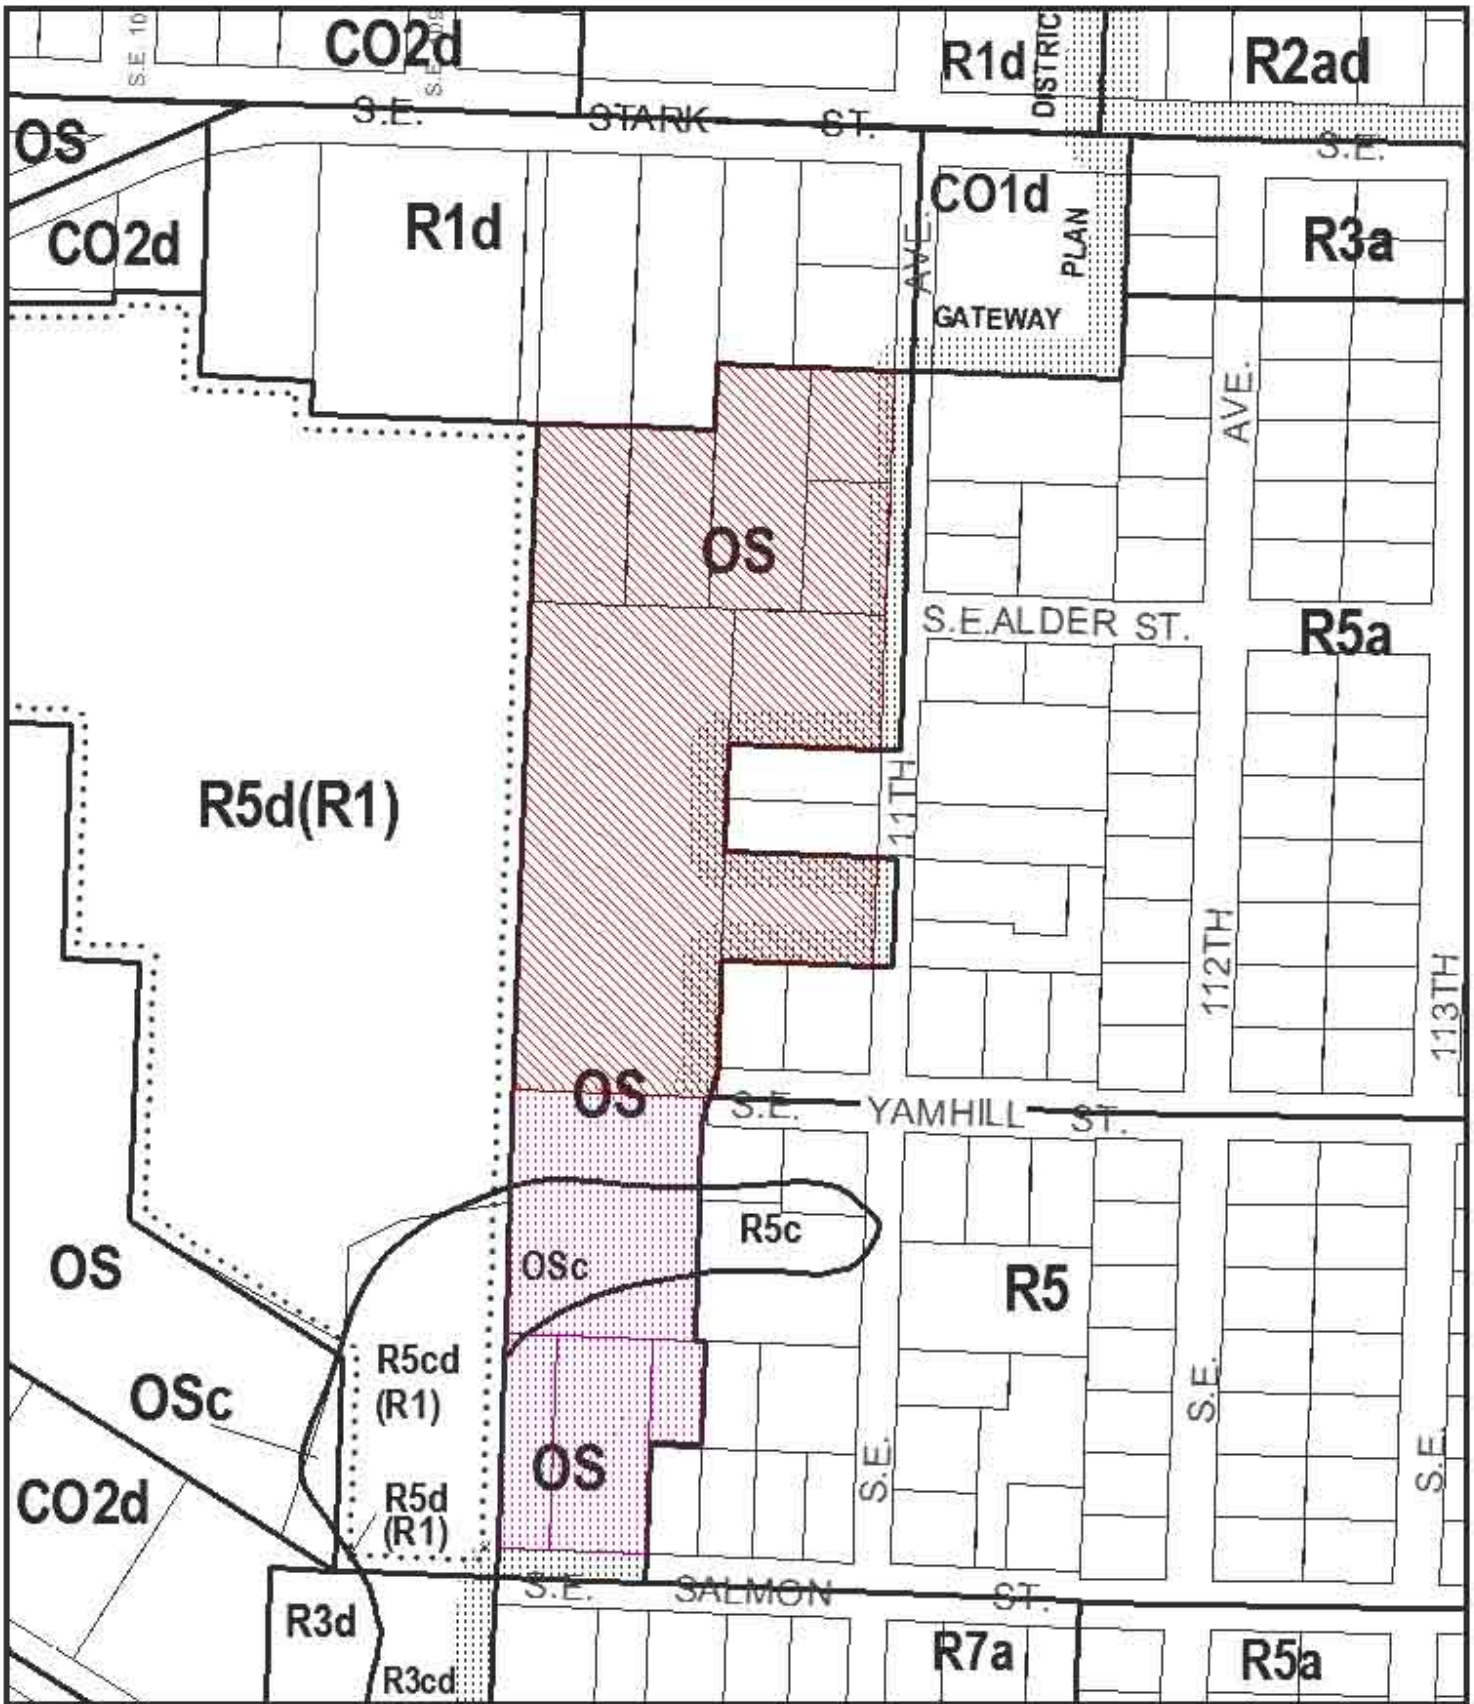 S.E. 10
CO2d
S.E.
R1d
DISTRICT
R2ad
OS
S.E.
STARK
ST.
S.E.
CO2d
R1d
AVE.
CO1d
PLAN
R3a
GATEWAY
AVE.
OS
S.E.ALDER ST.
R5a
R5d(R1)
111TH
112TH
113TH
OS
S.E.
YAMHILL
ST.
OS
OSc
R5c
R5
OSc
R5cd
(R1)
S.E.
OS
S.E.
S.E.
CO2d
R5d
(R1)
S.E.
SALMON
ST.
R3d
R3cd
R7a
R5a